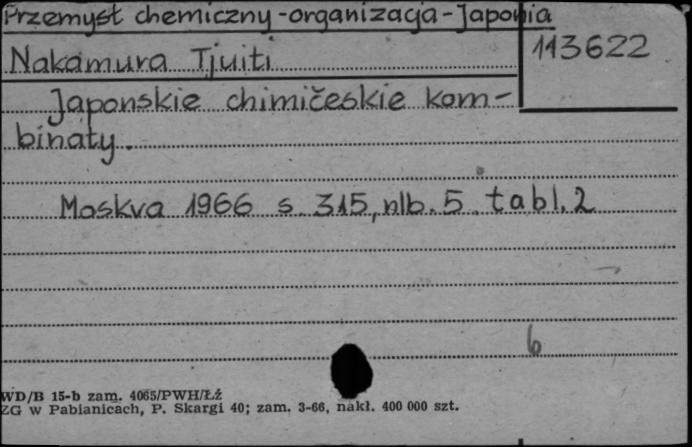 Przemysł chemiczny - organizacja - Japonia
Nakamura Tjuiti
113622
Japonskie chimičeskie kom-
binaty.
Moskva 1966 s. 315, nlb. 5, tabl. 2
6
WD/B 15-b zam. 4065/PWH/Łź
ZG w Pabianicach, P. Skargi 40; zam. 3-66, nakł. 400 000 szt.